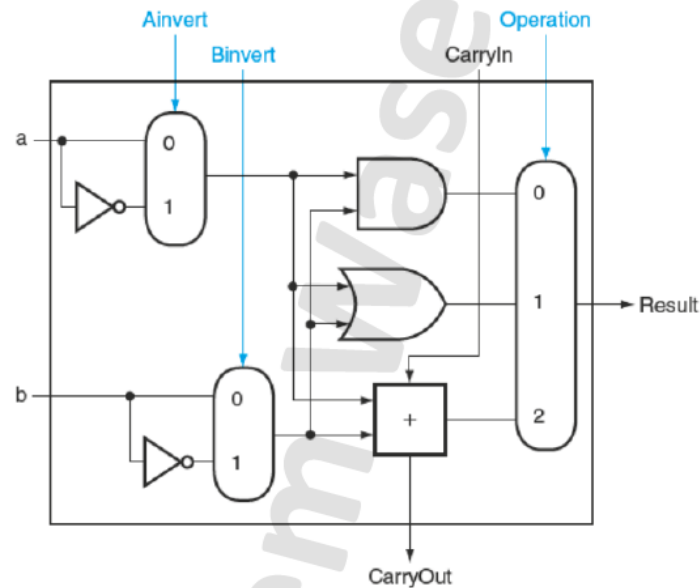 Ainvert
Operation
Binvert
CarryIn
a
0
1
0
1
Result
b
0
1
+
2
CarryOut